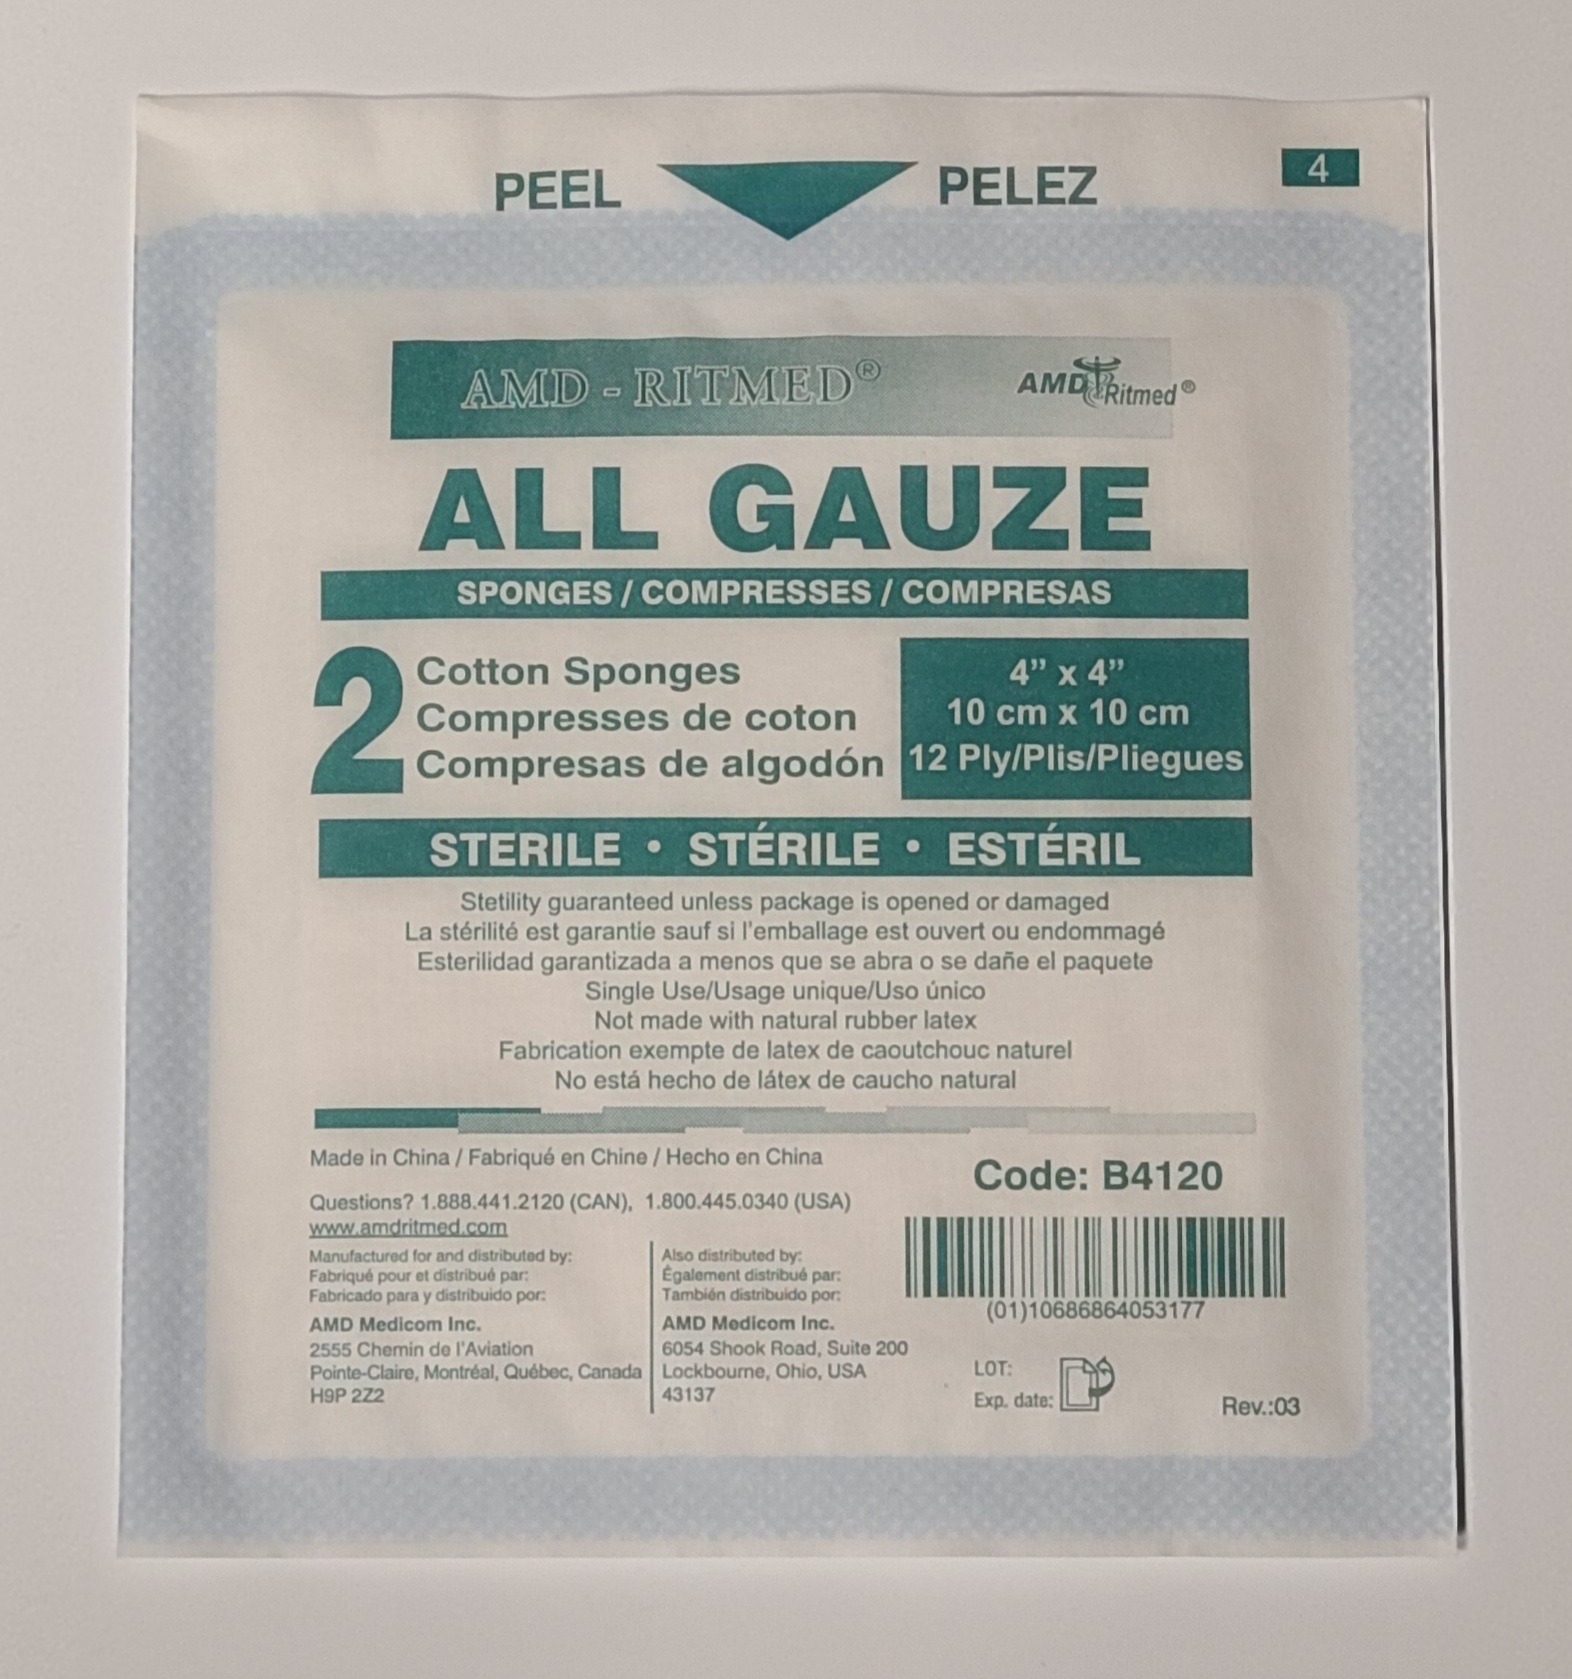 PEEL PELEZ
4
AMD - RITMED®
AMD Ritmed®
ALL GAUZE
SPONGES / COMPRESSES / COMPRESAS
2
Cotton Sponges
Compresses de coton
Compresas de algodón
4” x 4”
10 cm x 10 cm
12 Ply/Plis/Pliegues
STERILE • STÉRILE • ESTÉRIL
Stetility guaranteed unless package is opened or damaged
La stérilité est garantie sauf si l'emballage est ouvert ou endommagé
Esterilidad garantizada a menos que se abra o se dañe el paquete
Single Use/Usage unique/Uso único
Not made with natural rubber latex
Fabrication exempte de latex de caoutchouc naturel
No está hecho de látex de caucho natural
Made in China / Fabriqué en Chine / Hecho en China
Questions? 1.888.441.2120 (CAN), 1.800.445.0340 (USA)
www.amdritmed.com
Manufactured for and distributed by:
Fabriqué pour et distribué par:
Fabricado para y distribuido por:
AMD Medicom Inc.
2555 Chemin de l'Aviation
Pointe-Claire, Montréal, Québec, Canada
H9P 2Z2
Also distributed by:
Également distribué par:
También distribuido por:
AMD Medicom Inc.
6054 Shook Road, Suite 200
Lockbourne, Ohio, USA
43137
Code: B4120
(01)10686864053177
LOT:
Exp. date:
Rev.:03